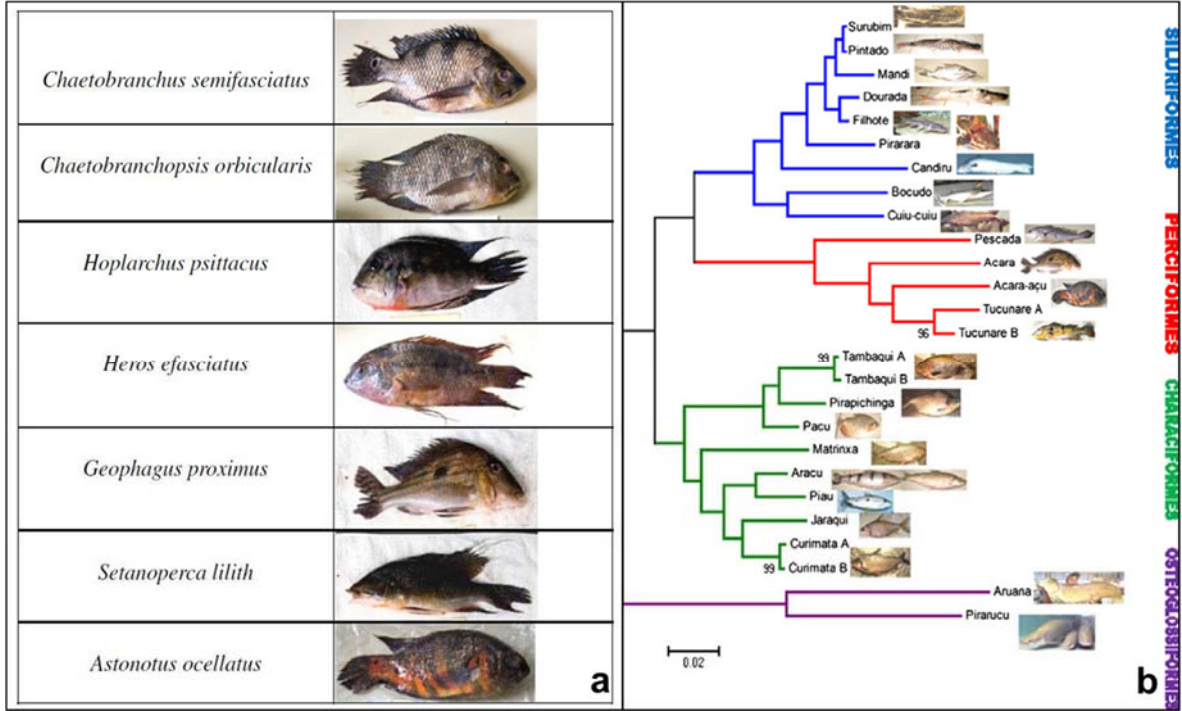 Chaetobranchus semifasciatus
Chaetobranchopsis orbicularis
Hoplarchus psittacus
Heros efasciatus
Geophagus proximus
Setanoperca lilith
Astonotus ocellatus
a
Surubim
Pintado
Mandi
Dourada
Filhote
Pirarara
Candiru
Bocudo
Cuiu-cuiu
Pescada
Acara
Acara-açu
Tucunare A
96
Tucunare B
99
Tambaqui A
Tambaqui B
Pirapichinga
Pacu
Matrinxa
Aracu
Piau
Jaraqui
Curimata A
99
Curimata B
Aruana
Pirarucu
0.02
SILURIFORMES
PERCIFORMES
CHARACIFORMES
OSTEOGLOSSIFORMES
b